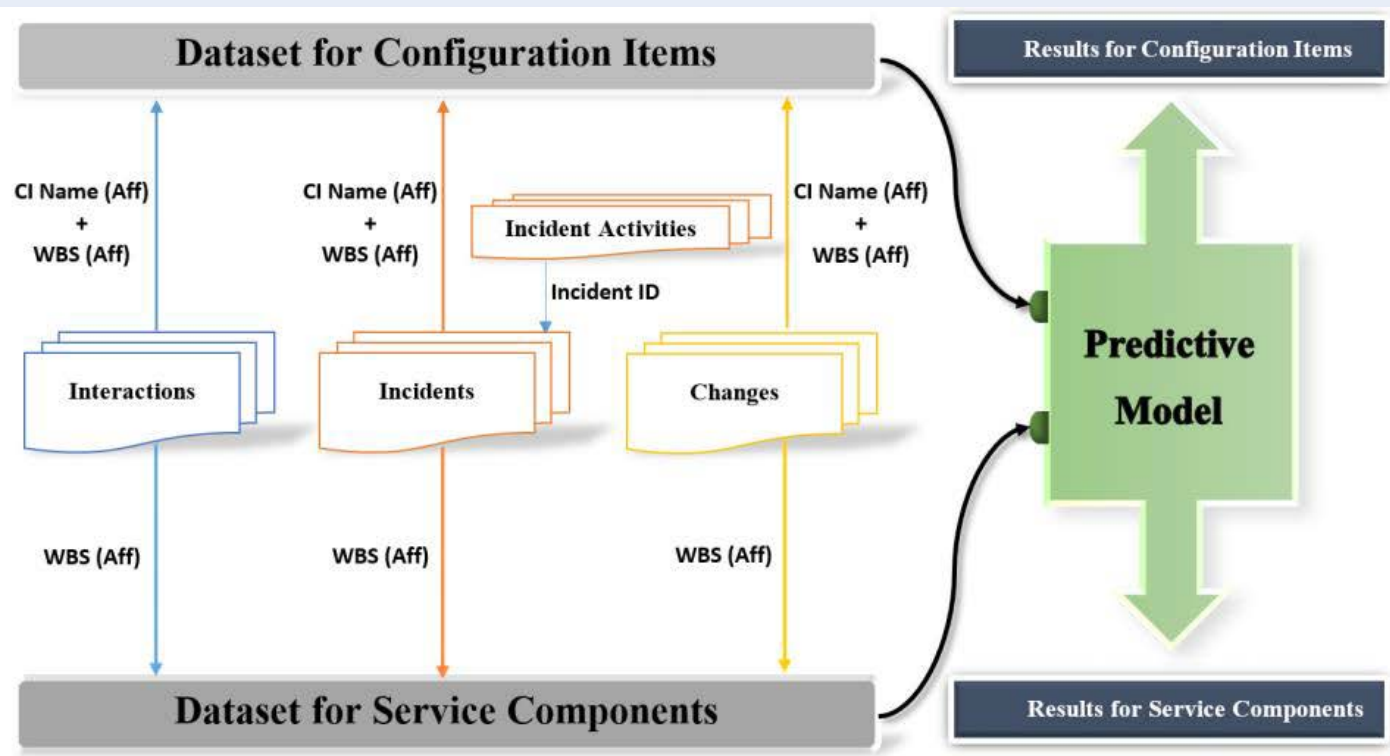 Dataset for Configuration Items
Results for Configuration Items
CI Name (Aff)
+
WBS (Aff)
CI Name (Aff)
+
WBS (Aff)
Incident Activities
CI Name (Aff)
+
WBS (Aff)
Incident ID
Interactions
Incidents
Changes
Predictive
Model
WBS (Aff)
WBS (Aff)
WBS (Aff)
Dataset for Service Components
Results for Service Components